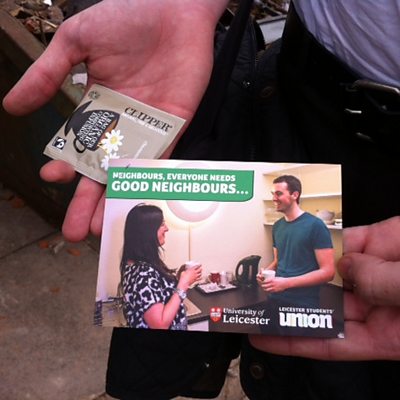 CLIPPER
NEIGHBOURS, EVERYONE NEEDS
GOOD NEIGHBOURS...
University of
Leicester
LEICESTER STUDENTS'
union